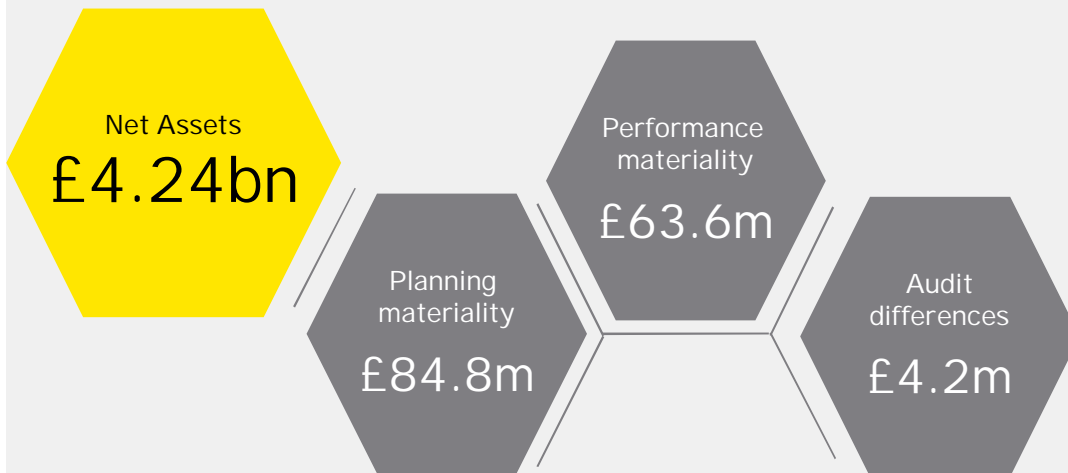 Net Assets
£4.24bn
Planning
materiality
£84.8m
Performance
materiality
£63.6m
Audit
differences
£4.2m